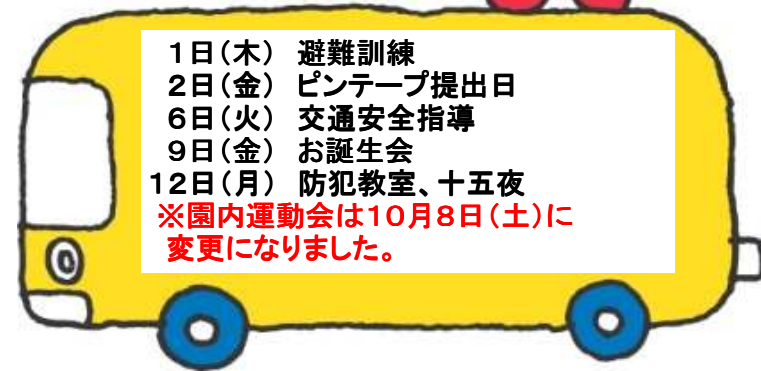 １日（木）　避難訓練
２日（金）　ピンテープ提出日
６日（火）　交通安全指導
９日（金）　お誕生会
１２日（月）　防犯教室、十五夜
※園内運動会は１０月８日（土）に
変更になりました。